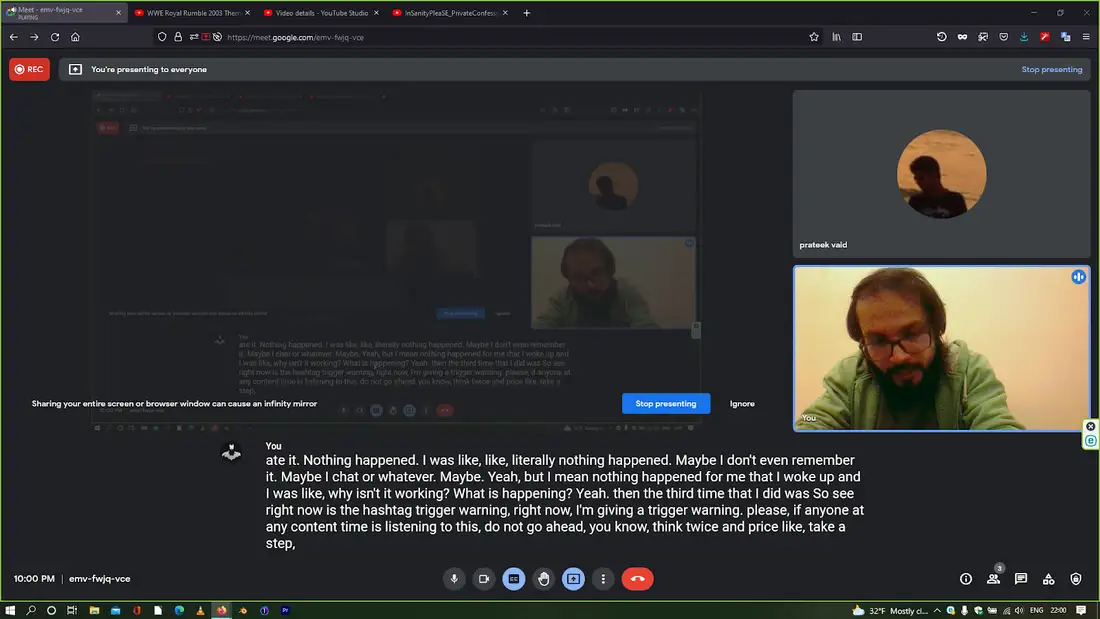 Meet - emv-fwjq-vce
PLAYING
WWE Royal Rumble 2003 Them
Video details - YouTube Studio
InSanityPleaSE_PrivateConfess
https://meet.google.com/emv-fwjq-vce
REC
You're presenting to everyone
Stop presenting
prateek vaid
You
Sharing your entire screen or browser window can cause an infinity mirror
Stop presenting
Ignore
You
ate it. Nothing happened. I was like, like, literally nothing happened. Maybe I don't even remember
it. Maybe I chat or whatever. Maybe. Yeah, but I mean nothing happened for me that I woke up and
I was like, why isn't it working? What is happening? Yeah. then the third time that I did was So see
right now is the hashtag trigger warning, right now, I'm giving a trigger warning. please, if anyone at
any content time is listening to this, do not go ahead, you know, think twice and price like, take a
step,
10:00 PM | emv-fwjq-vce
3
32°F Mostly cl...
ENG
22:00